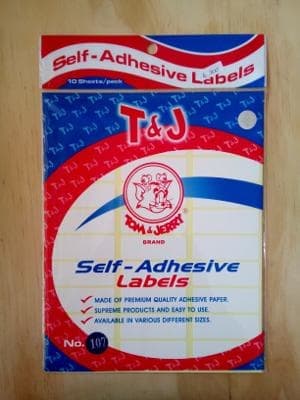 Self-Adhesive Labels
10 Sheets/pack
T&J
TOM & JERRY
BRAND
Self-Adhesive
Labels
✓ MADE OF PREMIUM QUALITY ADHESIVE PAPER.
✓ SUPREME PRODUCTS AND EASY TO USE.
✓ AVAILABLE IN VARIOUS DIFFERENT SIZES.
No. 107